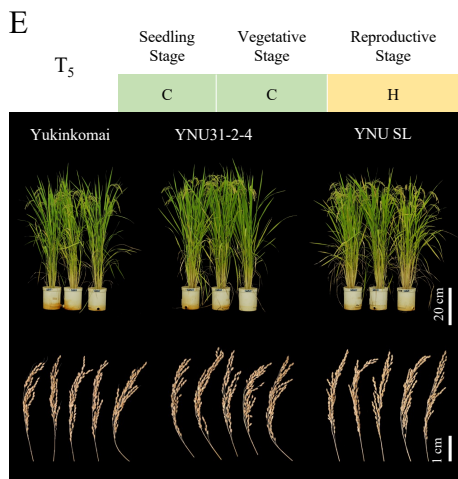 E
Seedling Stage
Vegetative Stage
Reproductive Stage
T5
C
C
H
Yukinkomai
YNU31-2-4
YNU SL
20 cm
1 cm